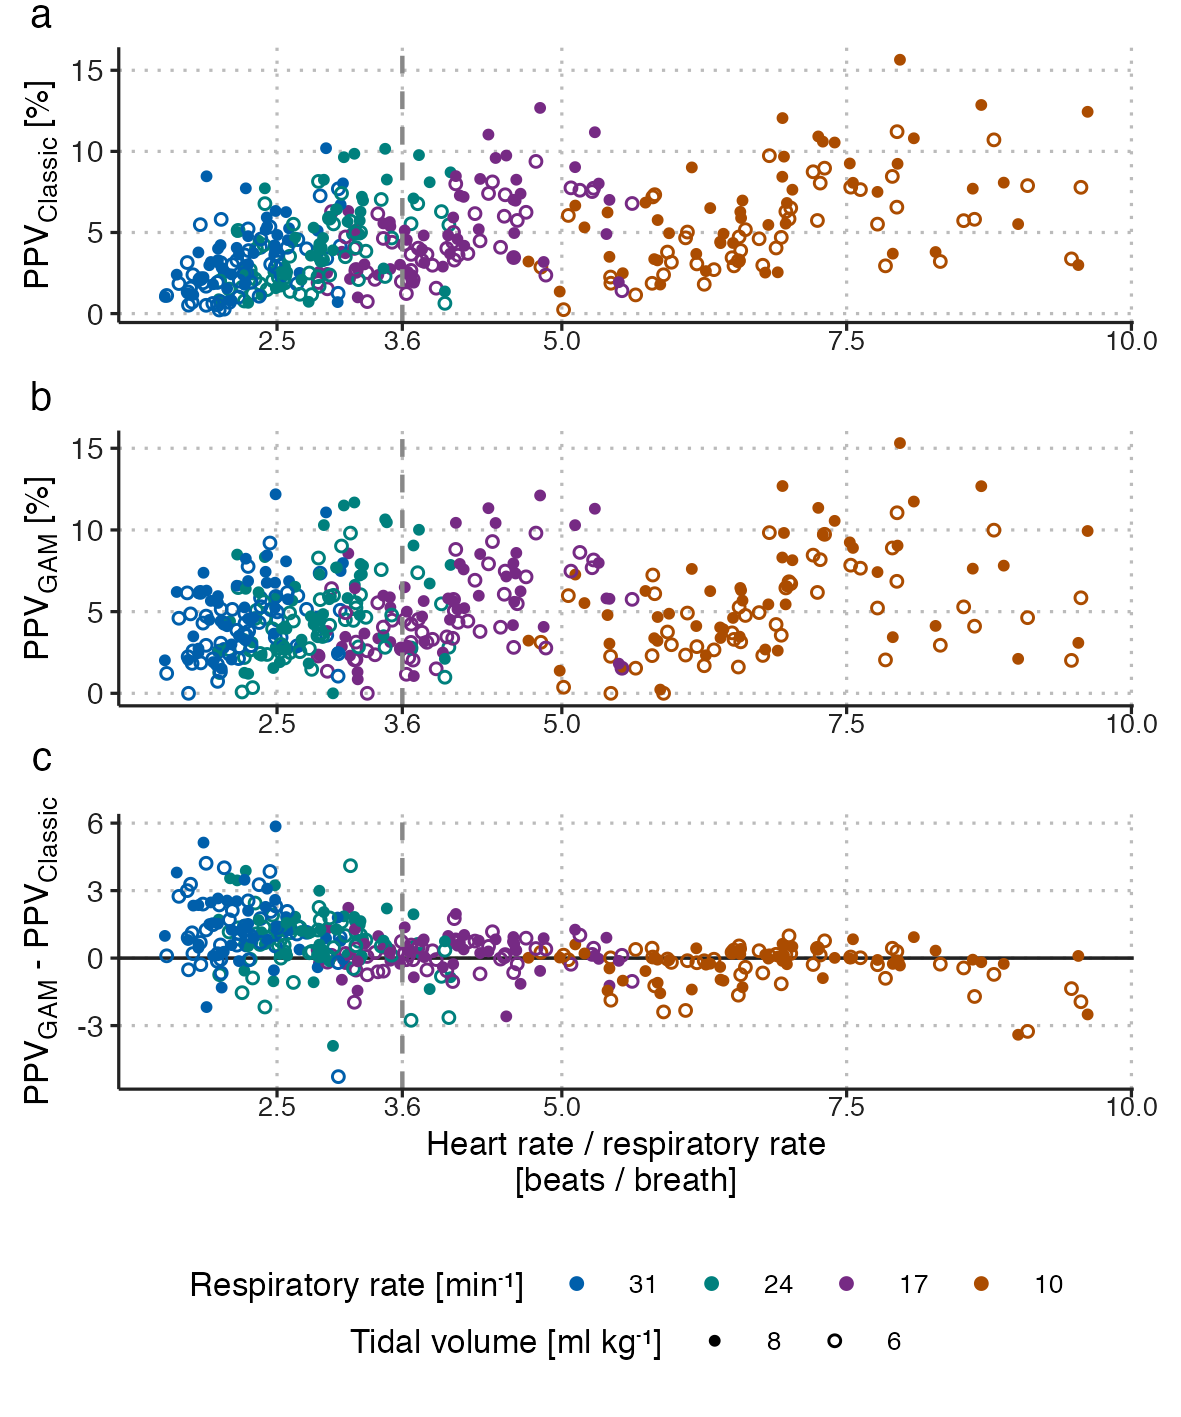 a
PPVClassic [%]
15
10
5
0
2.5 3.6 5.0 7.5 10.0
b
PPVGAM [%]
15
10
5
0
2.5 3.6 5.0 7.5 10.0
c
PPVGAM - PPVClassic
6
3
0
-3
2.5 3.6 5.0 7.5 10.0
Heart rate / respiratory rate
[beats / breath]
Respiratory rate [min-1] 31 24 17 10
Tidal volume [ml kg-1] 8 6